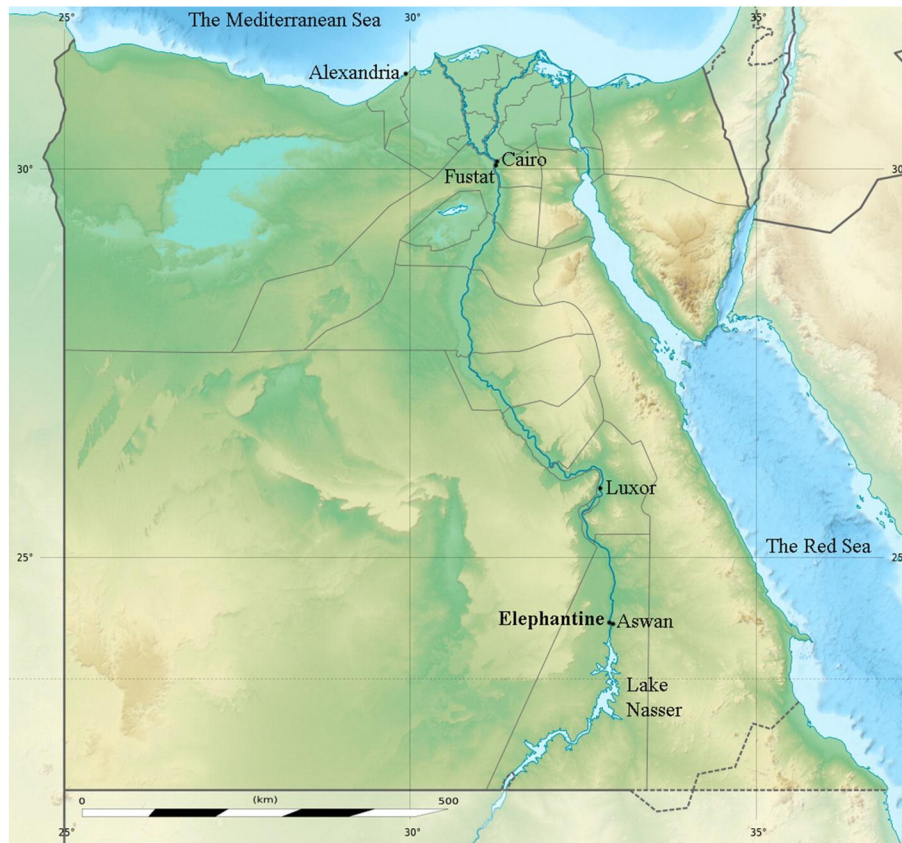 The Mediterranean Sea
25°
30°
35°
Alexandria
30°
30°
Cairo
Fustat
Luxor
The Red Sea
25°
25°
Elephantine
Aswan
Lake
Nasser
0
(km)
500
25°
30°
35°